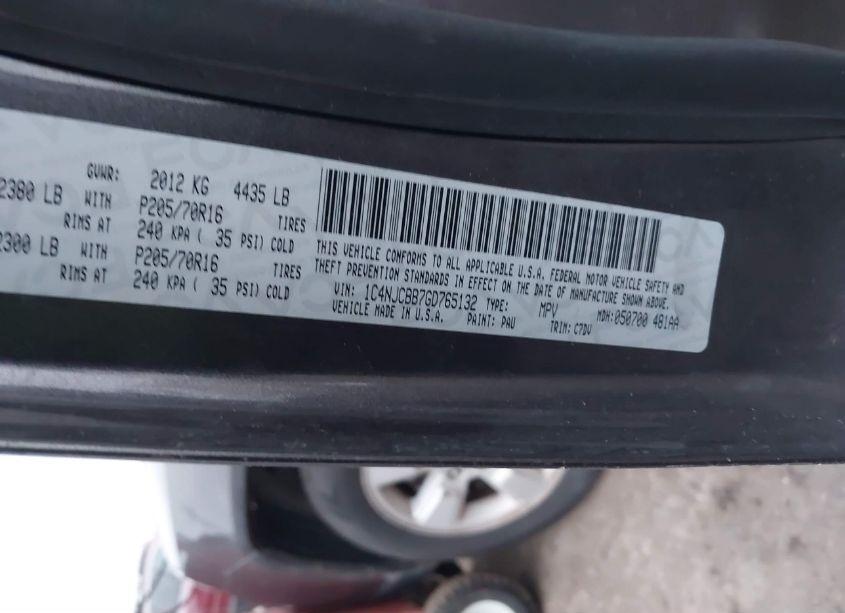 GVWR: 2012 KG 4435 LB
2380 LB WITH P205/70R16 TIRES
RIMS AT 240 KPA ( 35 PSI) COLD
2300 LB WITH P205/70R16 TIRES
RIMS AT 240 KPA ( 35 PSI) COLD
THIS VEHICLE CONFORMS TO ALL APPLICABLE U.S.A. FEDERAL MOTOR VEHICLE SAFETY AND
THEFT PREVENTION STANDARDS IN EFFECT ON THE DATE OF MANUFACTURE SHOWN ABOVE.
VIN: 1C4NJCBB7GD765132 TYPE: MPV MDH:050700 481AA
VEHICLE MADE IN U.S.A. PAINT: PAU TRIM: C7DV